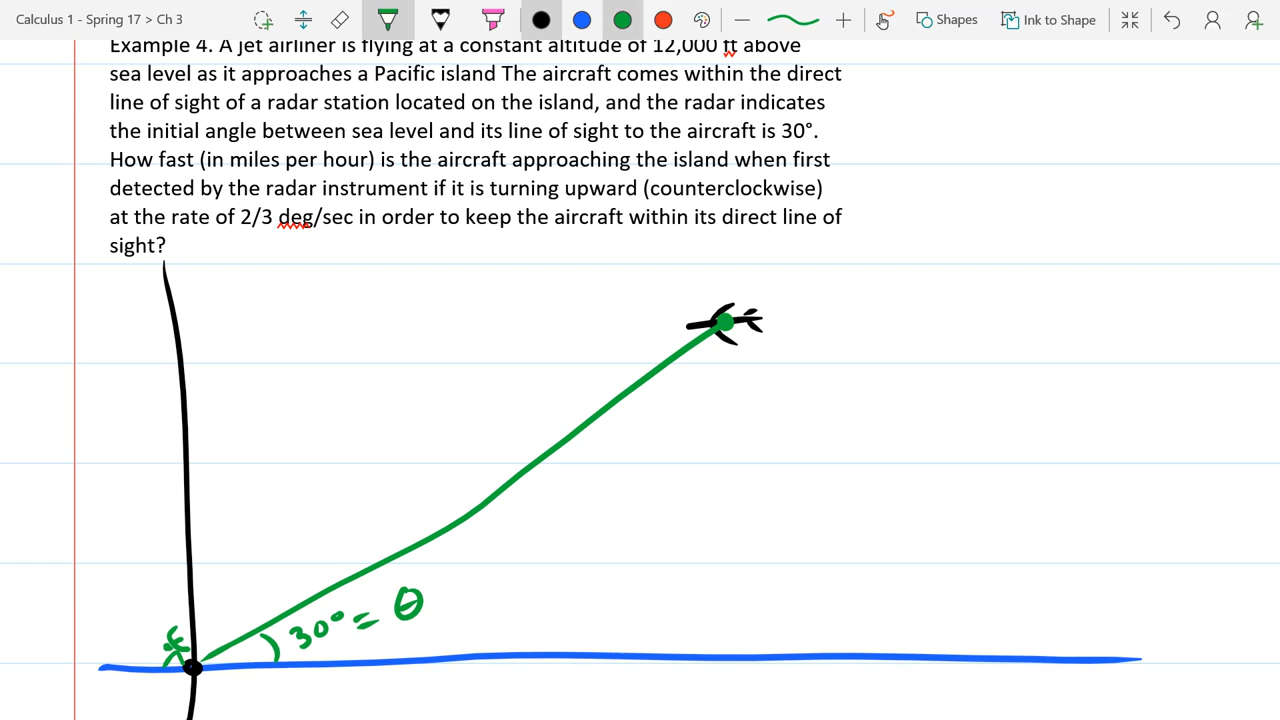 Calculus 1 - Spring 17 > Ch 3
Shapes
Ink to Shape
Example 4. A jet airliner is flying at a constant altitude of 12,000 ft above
sea level as it approaches a Pacific island The aircraft comes within the direct
line of sight of a radar station located on the island, and the radar indicates
the initial angle between sea level and its line of sight to the aircraft is 30°.
How fast (in miles per hour) is the aircraft approaching the island when first
detected by the radar instrument if it is turning upward (counterclockwise)
at the rate of 2/3 deg/sec in order to keep the aircraft within its direct line of
sight?
30° = θ